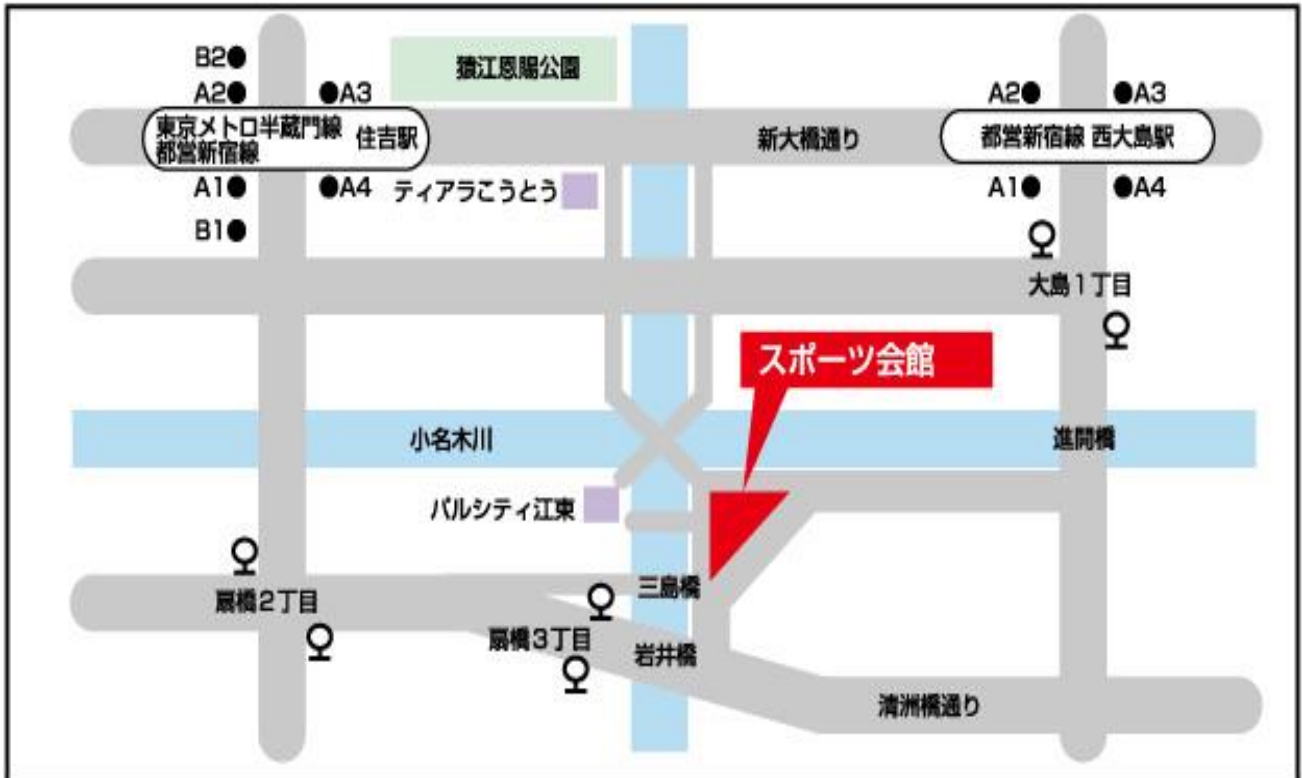 B2
猿江恩賜公園
A2
A3
A2
A3
東京メトロ半蔵門線
都営新宿線
住吉駅
新大橋通り
都営新宿線 西大島駅
A1
A4
ティアラこうとう
A1
A4
B1
大島1丁目
スポーツ会館
小名木川
進開橋
パルシティ江東
三島橋
扇橋2丁目
扇橋3丁目
岩井橋
清洲橋通り